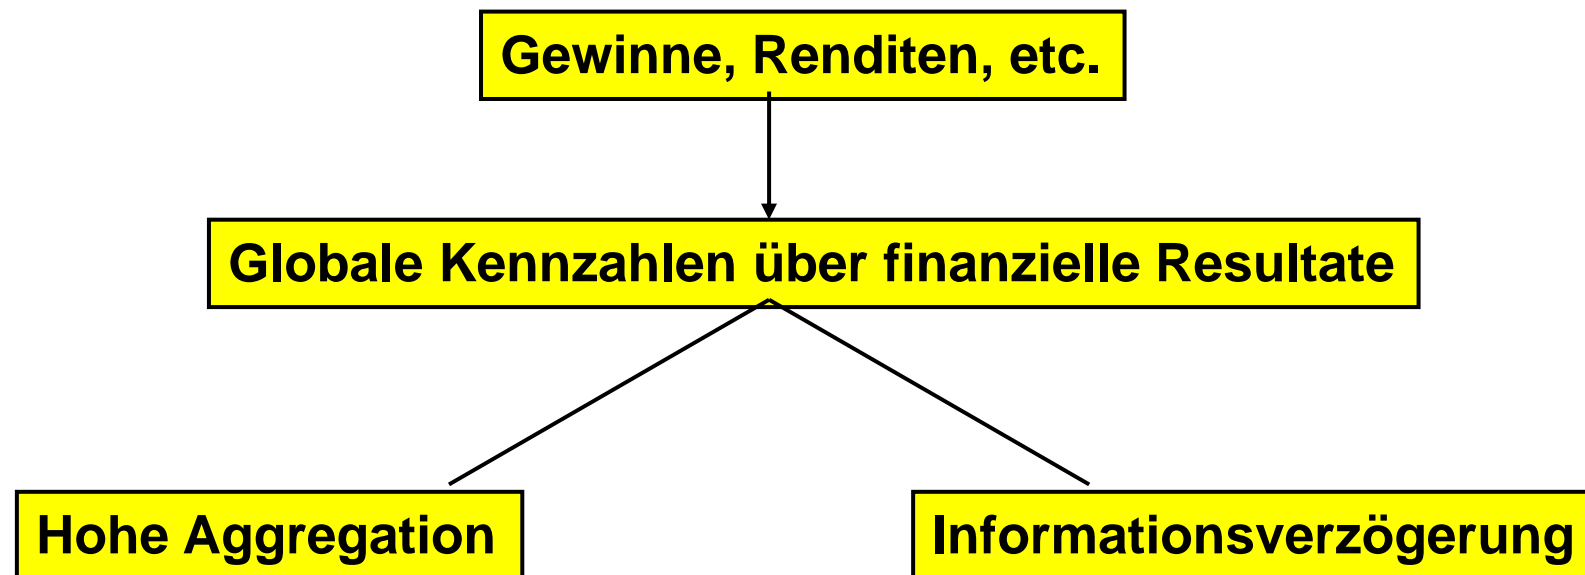 Gewinne, Renditen, etc.
Globale Kennzahlen über finanzielle Resultate
Hohe Aggregation
Informationsverzögerung